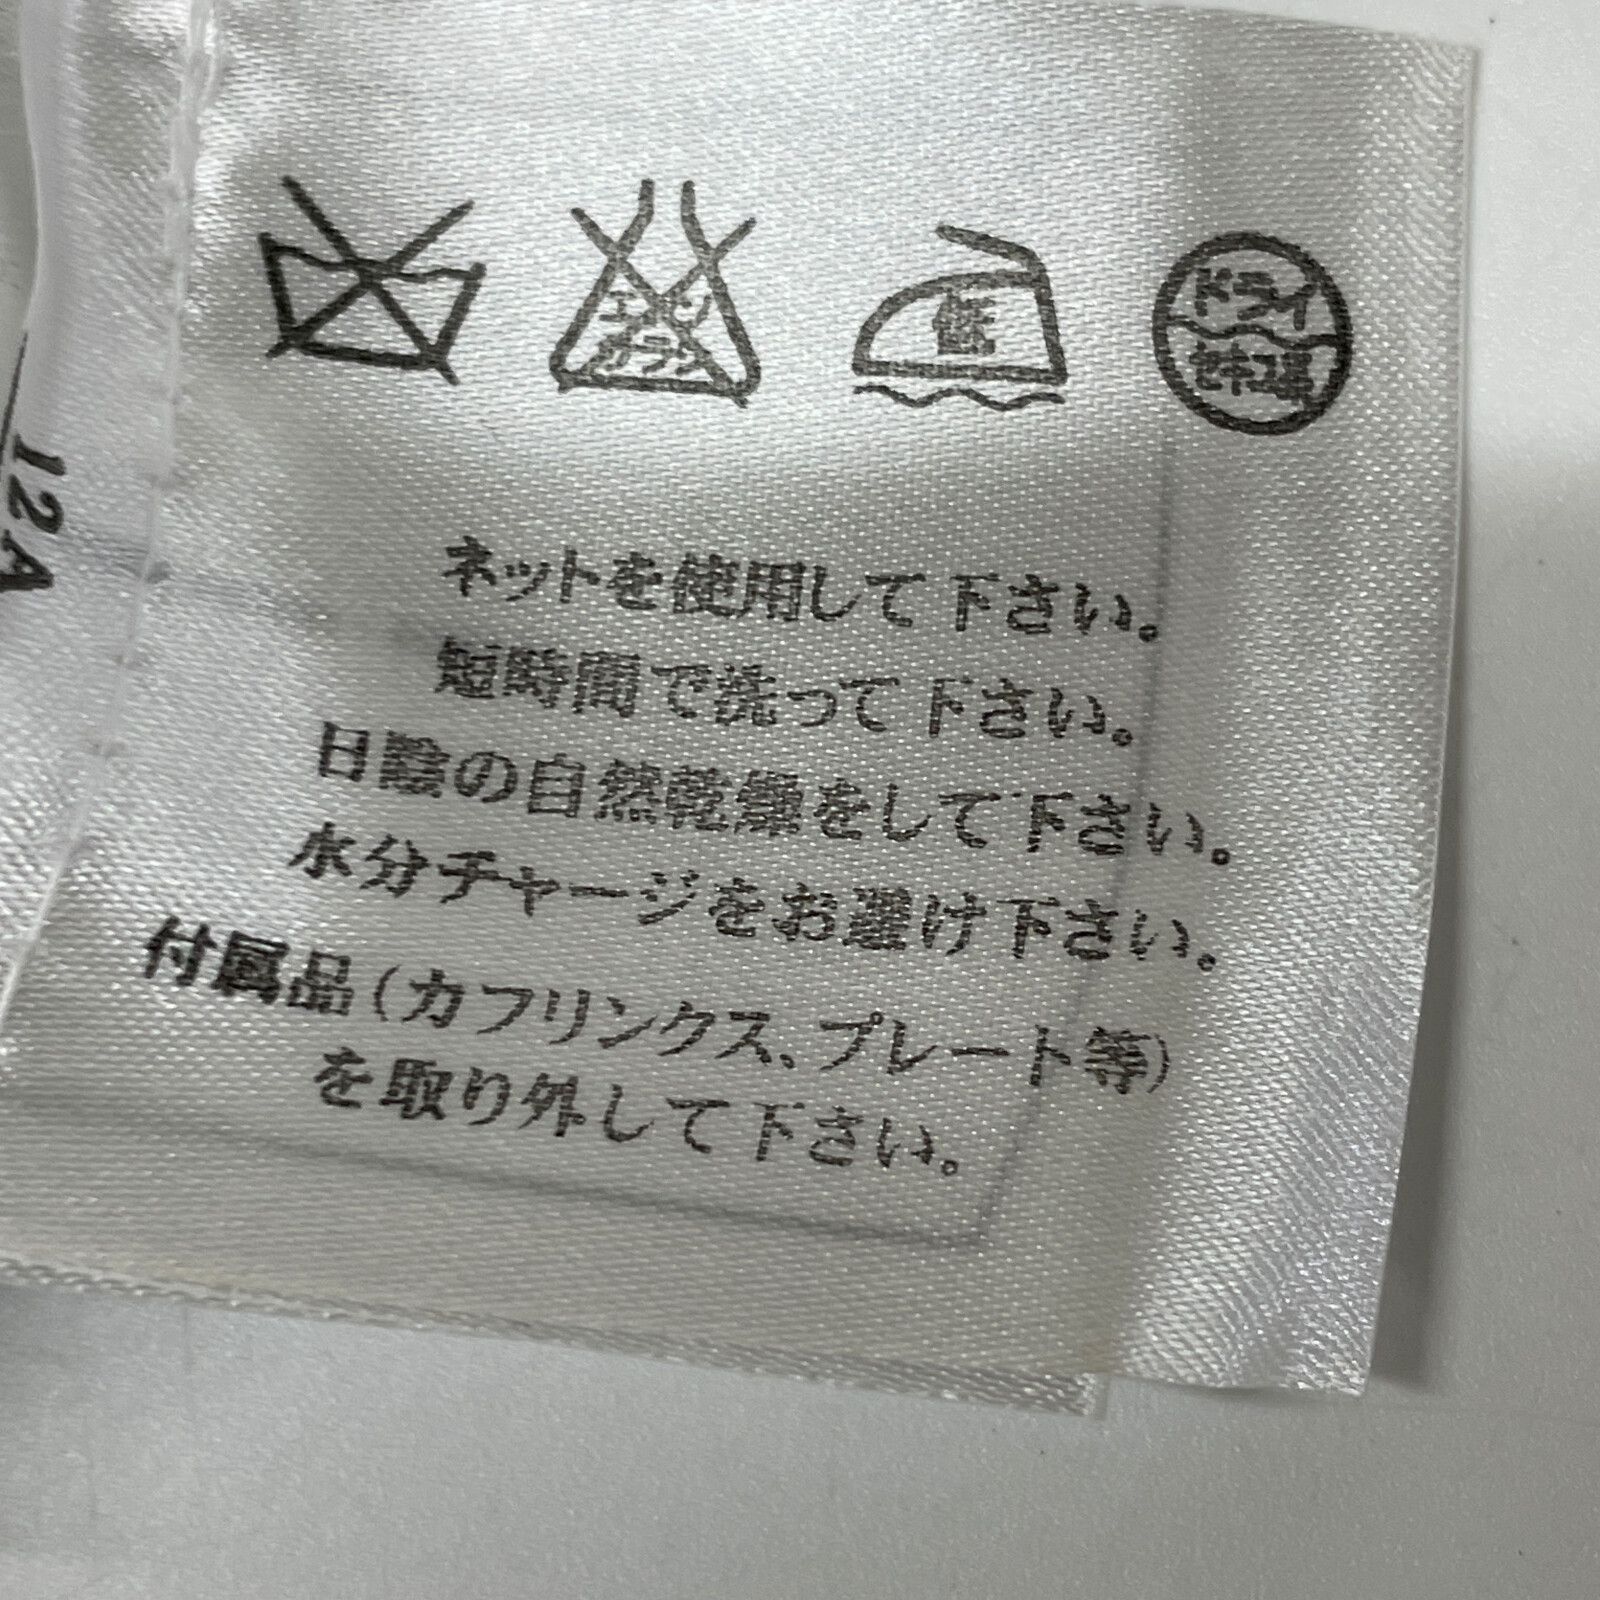 エンソ
サラシ
低
ドライ
セキユ系
ネットを使用して下さい。
短時間で洗って下さい。
日陰の自然乾燥をして下さい。
水分チャージをお避け下さい。
付属品(カフリンクス、プレート等)
を取り外して下さい。
12A